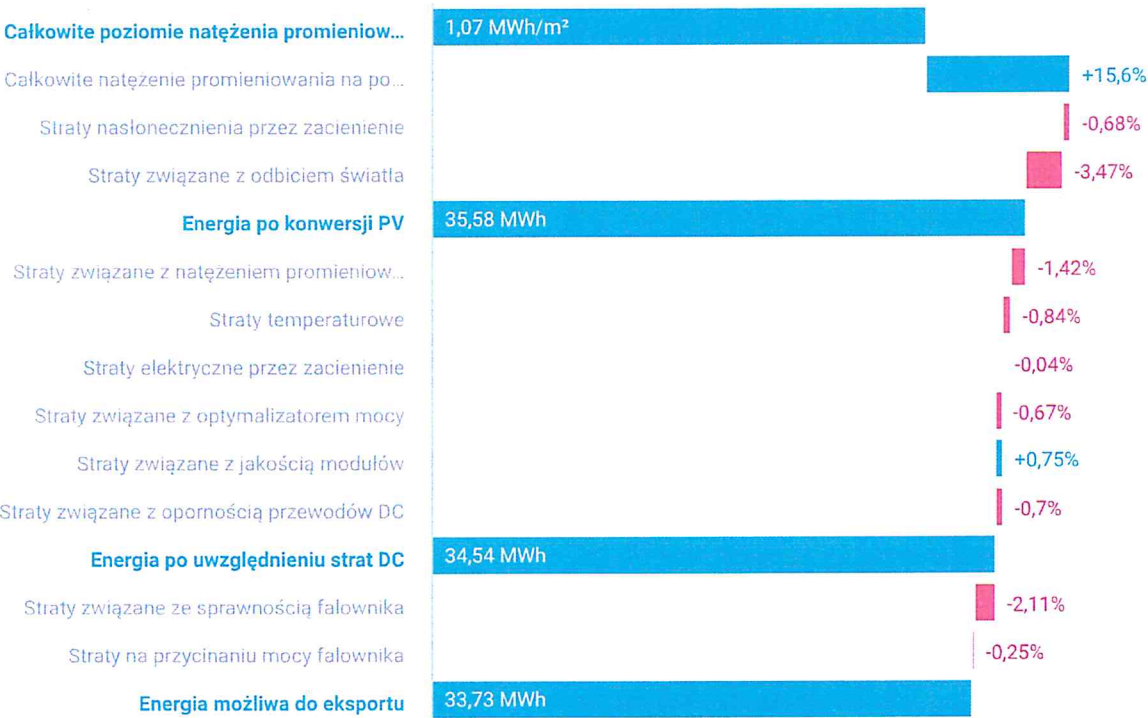 Całkowite poziomie natężenia promieniow... 1,07 MWh/m²
Całkowite natężenie promieniowania na po... +15,6%
Straty nasłonecznienia przez zacienienie -0,68%
Straty związane z odbiciem światła -3,47%
Energia po konwersji PV 35,58 MWh
Straty związane z natężeniem promieniow... -1,42%
Straty temperaturowe -0,84%
Straty elektryczne przez zacienienie -0,04%
Straty związane z optymalizatorem mocy -0,67%
Straty związane z jakością modułów +0,75%
Straty związane z opornością przewodów DC -0,7%
Energia po uwzględnieniu strat DC 34,54 MWh
Straty związane ze sprawnością falownika -2,11%
Straty na przycinaniu mocy falownika -0,25%
Energia możliwa do eksportu 33,73 MWh